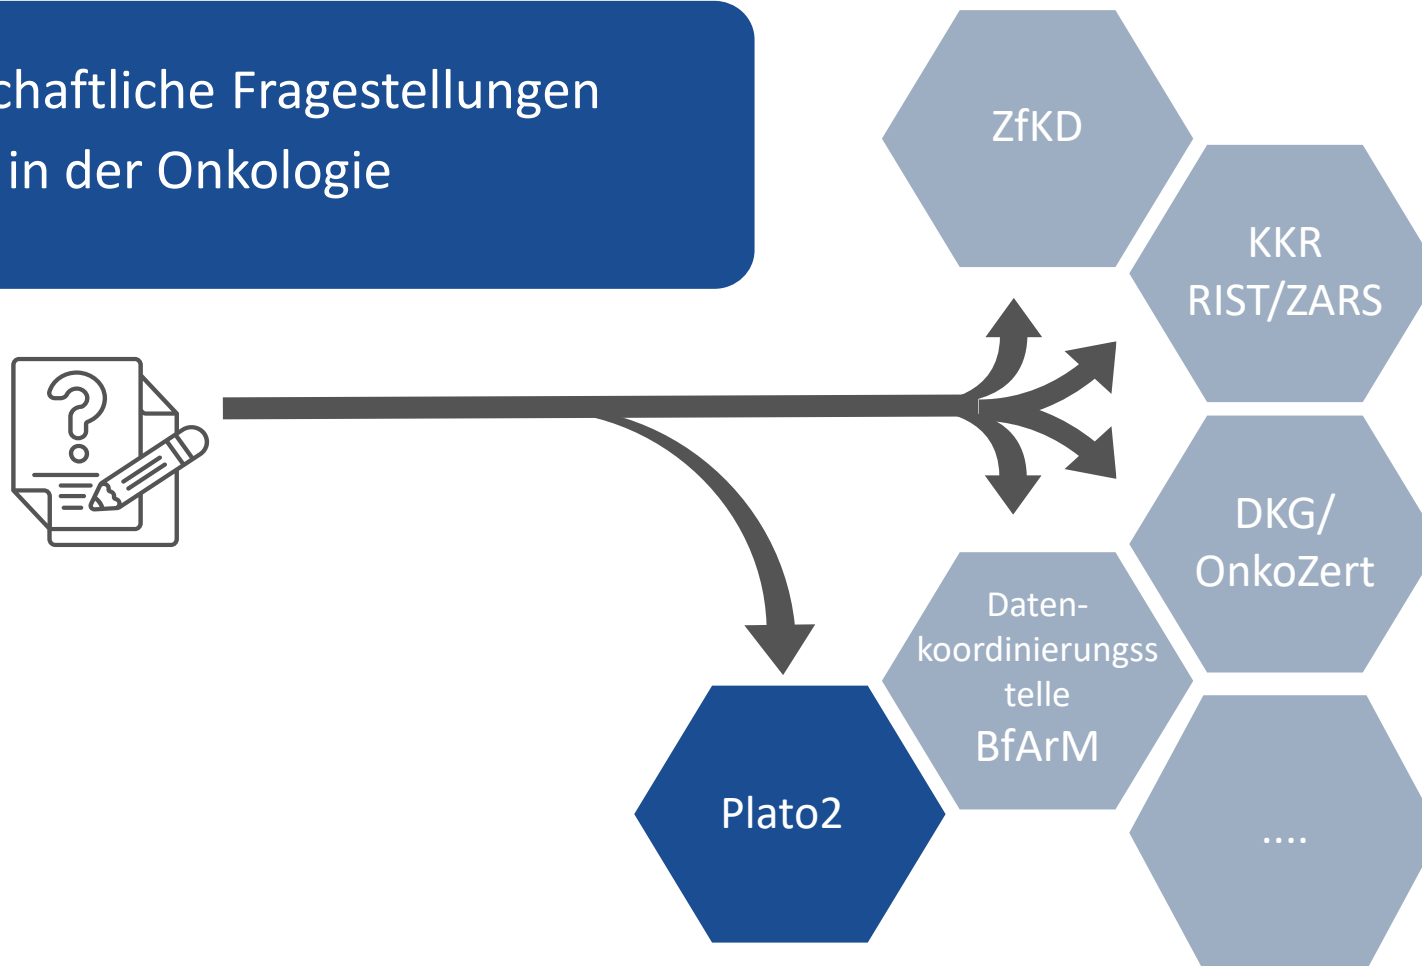 chaftliche Fragestellungen
in der Onkologie
ZfKD
KKR
RIST/ZARS
DKG/
OnkoZert
Daten-
koordinierungss
telle
BfArM
Plato2
....